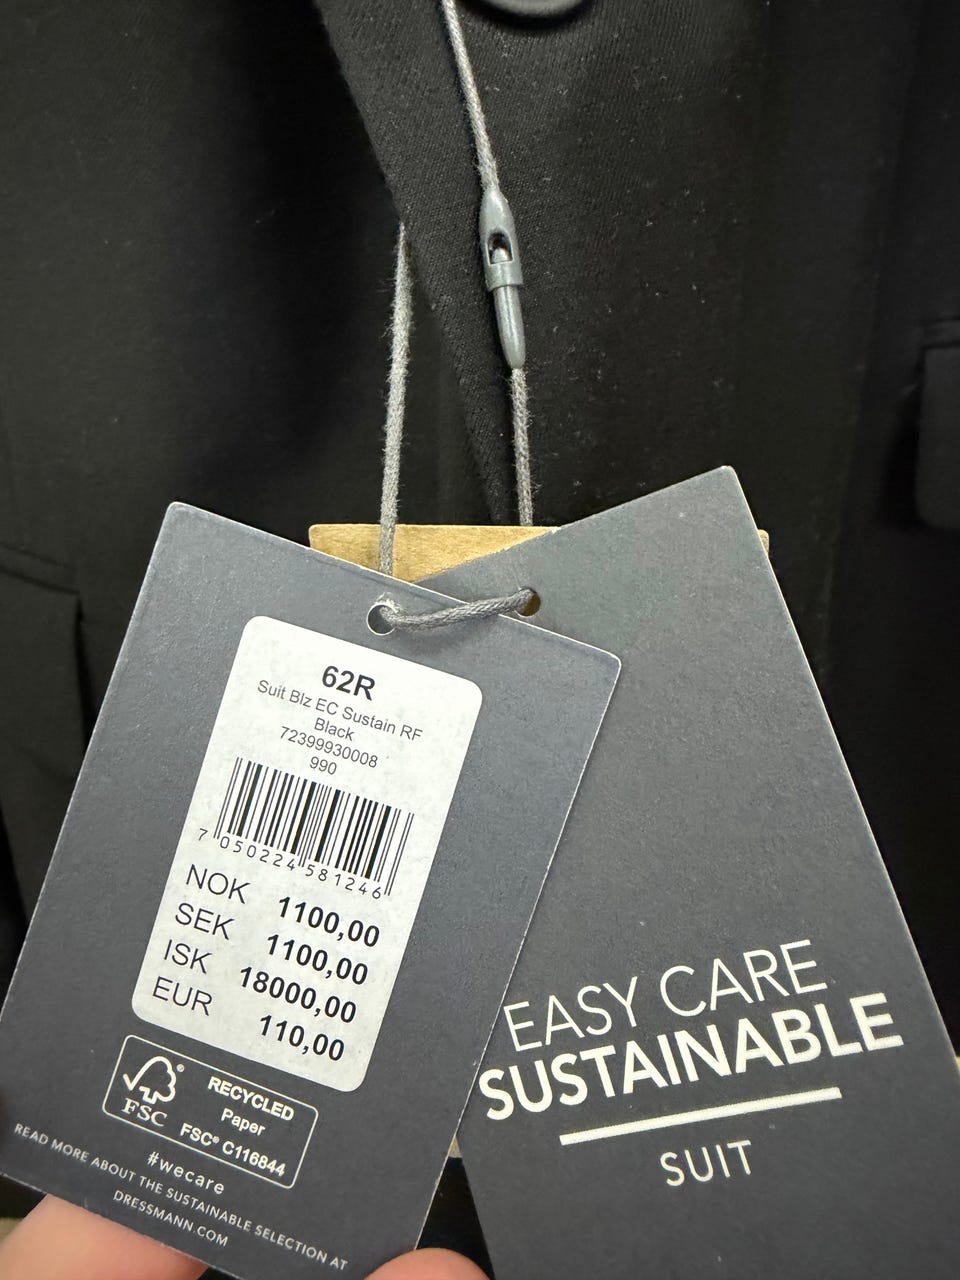 62R
Suit Blz EC Sustain RF
Black
72399930008
990
7 050224 581246
NOK 1100,00
SEK 1100,00
ISK 18000,00
EUR 110,00
FSC®
RECYCLED
Paper
FSC® C116844
#wecare
READ MORE ABOUT THE SUSTAINABLE SELECTION AT
DRESSMANN.COM
EASY CARE
SUSTAINABLE
SUIT